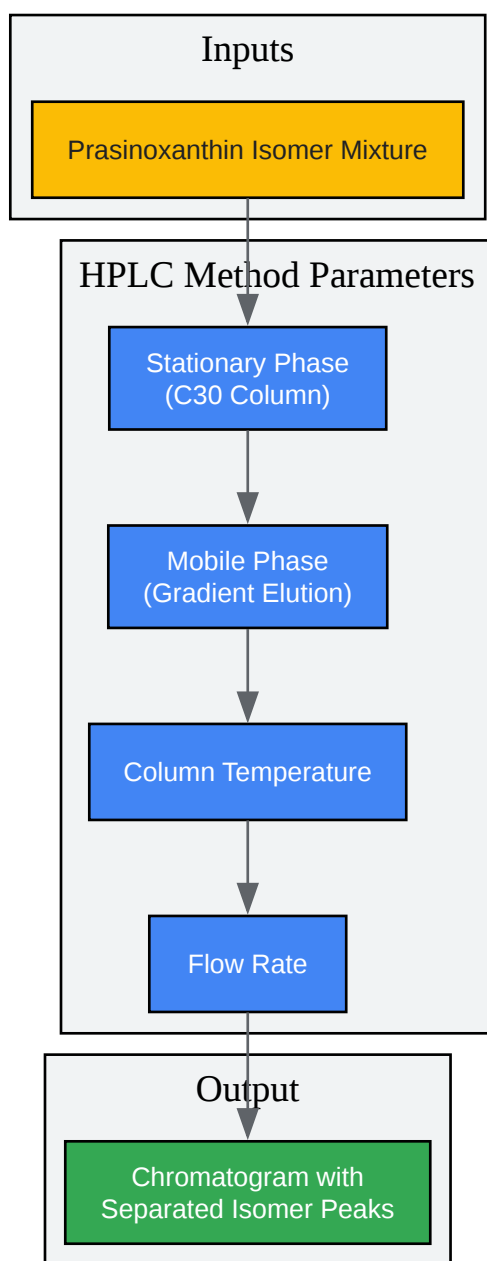 Inputs
Prasinoxanthin Isomer Mixture
HPLC Method Parameters
Stationary Phase
(C30 Column)
Mobile Phase
(Gradient Elution)
Column Temperature
Flow Rate
Output
Chromatogram with
Separated Isomer Peaks